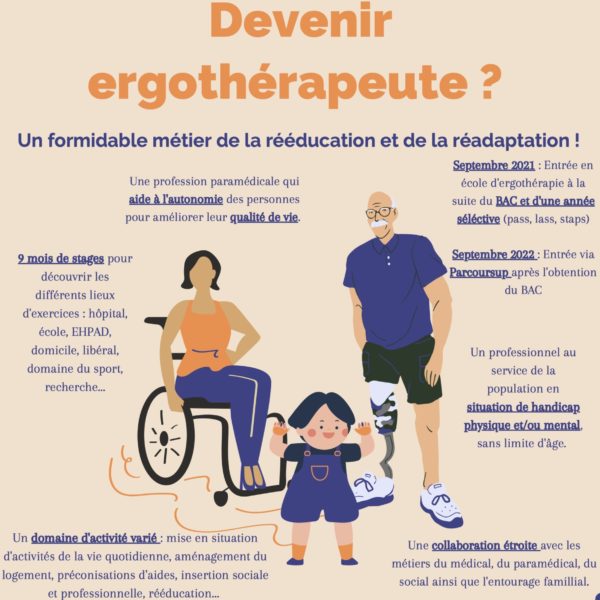 Devenir
ergothérapeute ?
Un formidable métier de la rééducation et de la réadaptation !
Une profession paramédicale qui
aide à l'autonomie des personnes
pour améliorer leur qualité de vie.
Septembre 2021 : Entrée en
école d'ergothérapie à la
suite du BAC et d'une année
séléctive (pass, lass, staps)
9 mois de stages pour
découvrir les
différents lieux
d'exercices : hôpital,
école, EHPAD,
domicile, libéral,
domaine du sport,
recherche...
Septembre 2022 : Entrée via
Parcoursup après l'obtention
du BAC
Un professionnel au
service de la
population en
situation de handicap
physique et/ou mental,
sans limite d'âge.
Un domaine d'activité varié : mise en situation
d'activités de la vie quotidienne, aménagement du
logement, préconisations d'aides, insertion sociale
et professionnelle, rééducation...
Une collaboration étroite avec les
métiers du médical, du paramédical, du
social ainsi que l'entourage famillial.